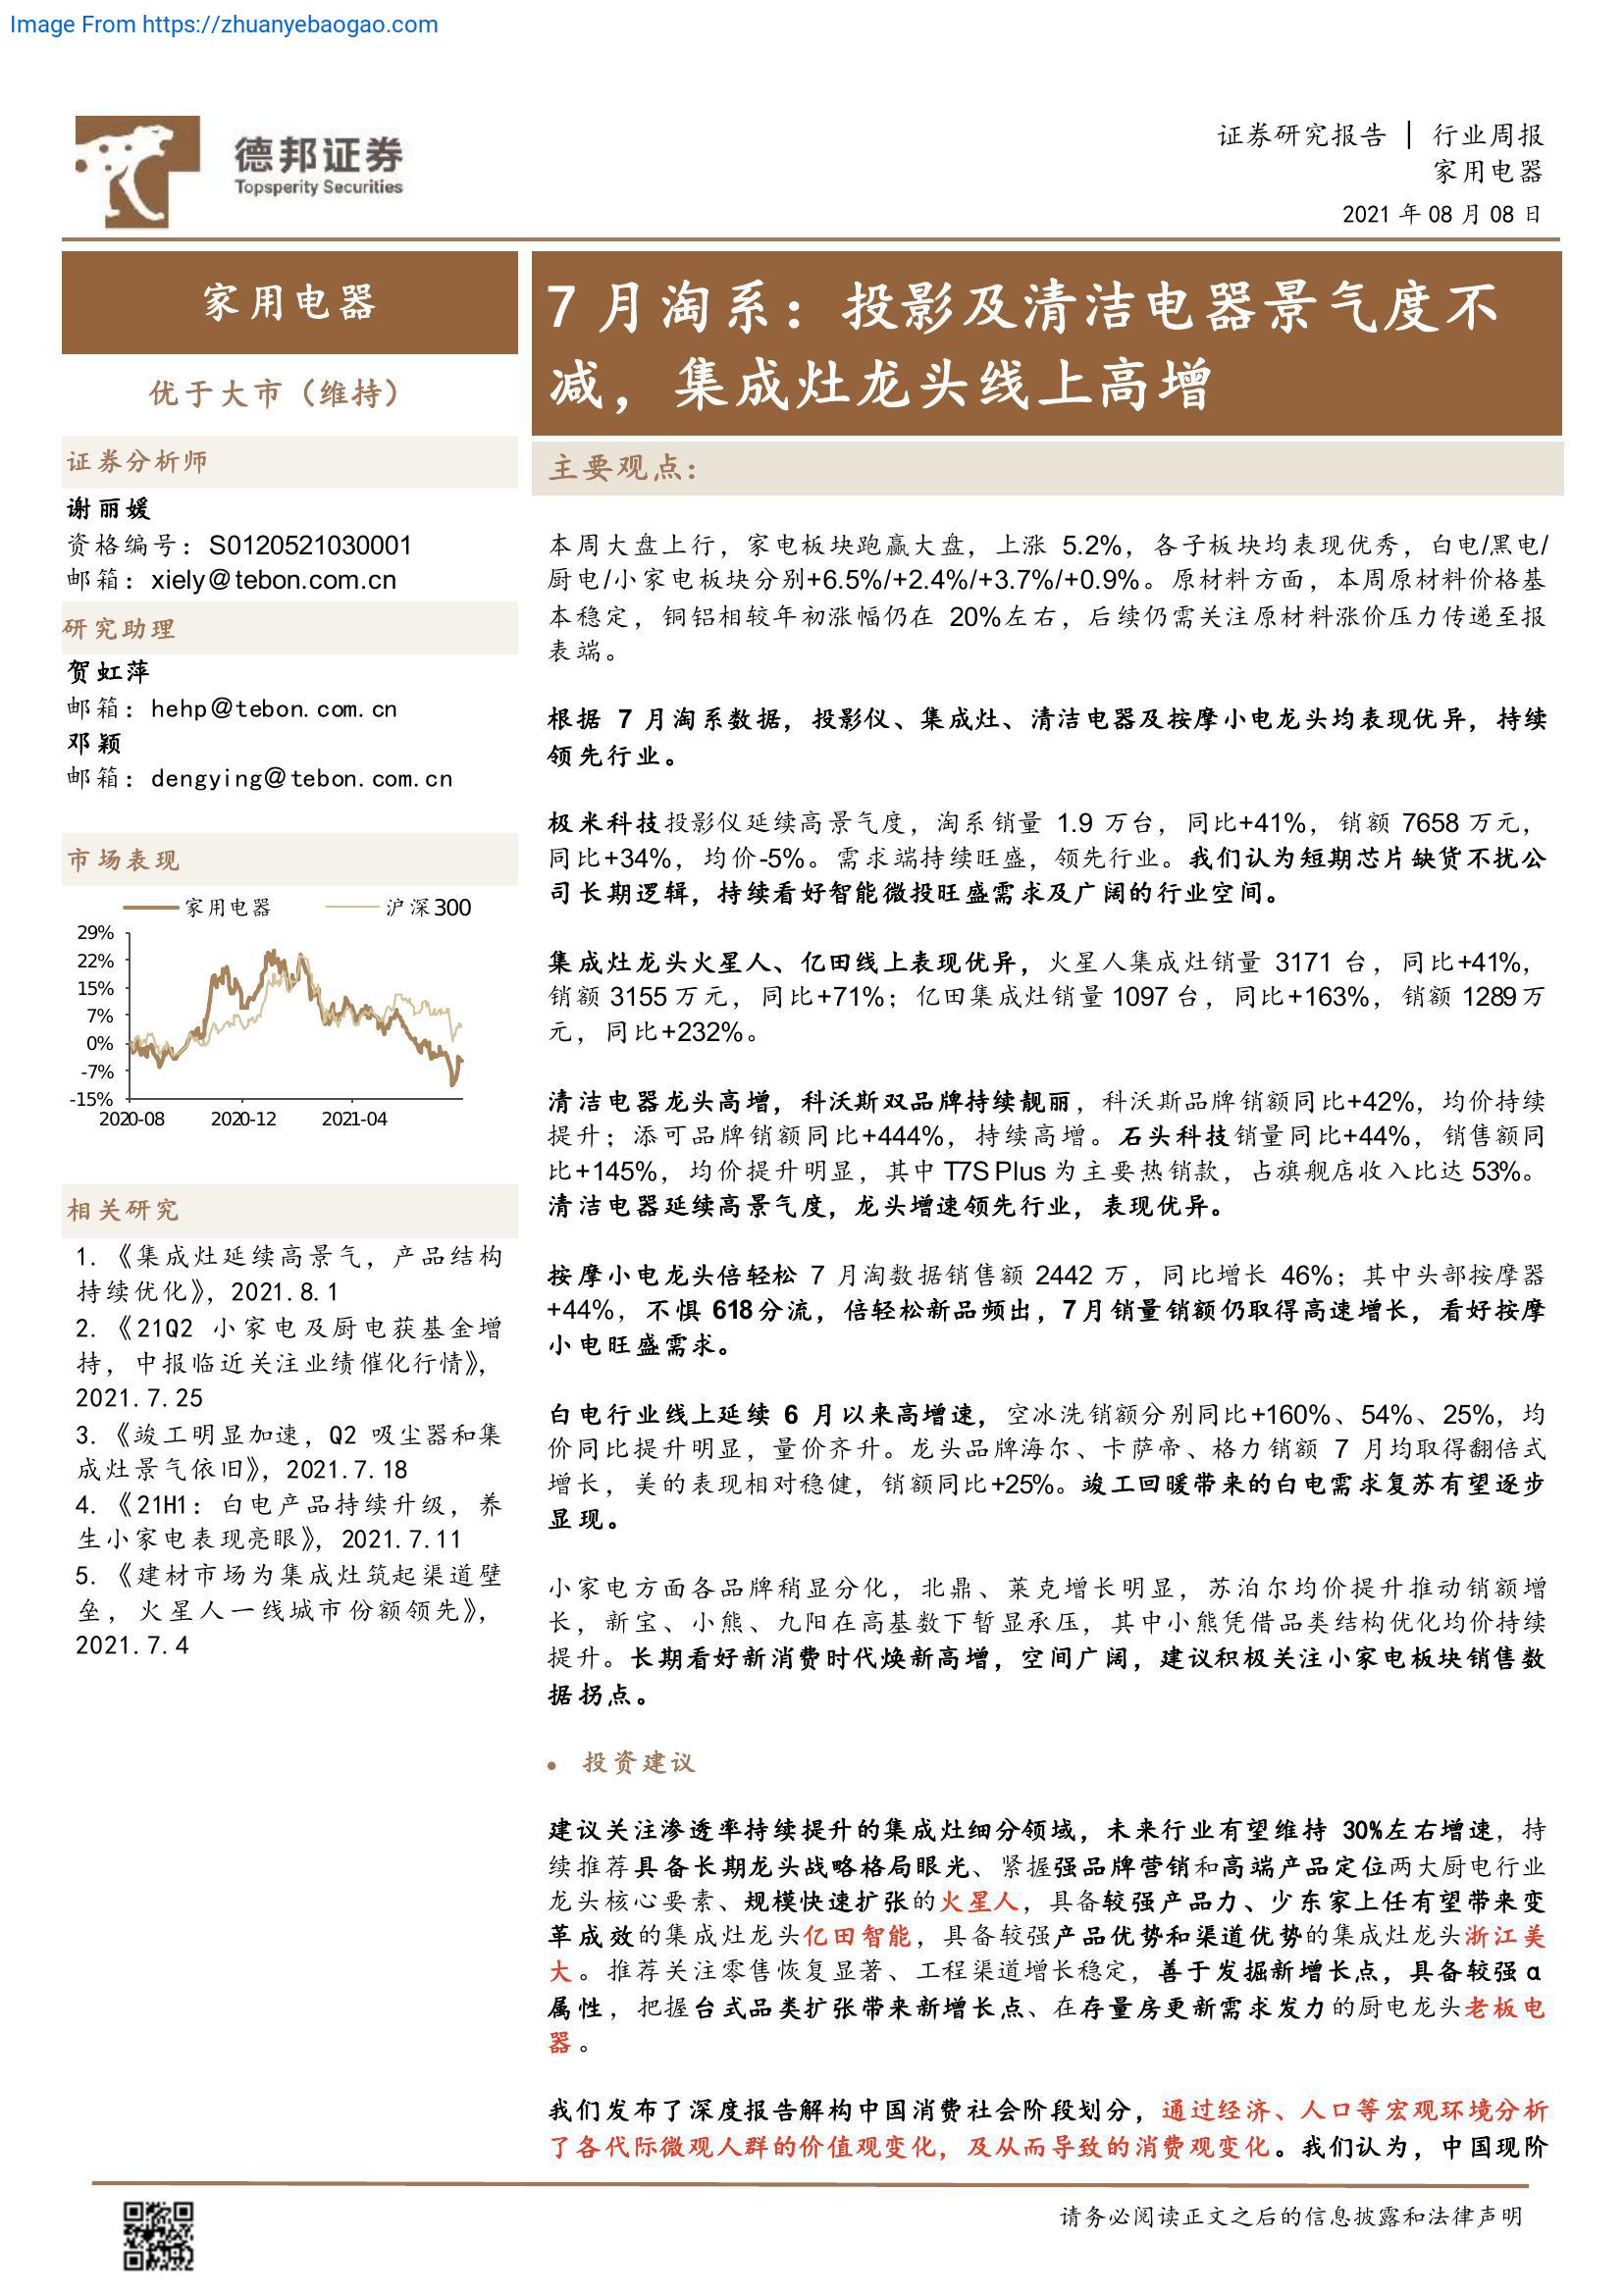 Image From https://zhuanyebaogao.com
德邦证券
Topsperity Securities
证券研究报告 | 行业周报
家用电器
2021 年 08 月 08 日
家用电器
优于大市（维持）
证券分析师
谢丽媛
资格编号：S0120521030001
邮箱：xiely@tebon.com.cn
研究助理
贺虹萍
邮箱：hehp@tebon.com.cn
邓颖
邮箱：dengying@tebon.com.cn
市场表现
家用电器 沪深300
29%
22%
15%
7%
0%
-7%
-15%
2020-08 2020-12 2021-04
相关研究
1.《集成灶延续高景气，产品结构
持续优化》，2021.8.1
2.《21Q2 小家电及厨电获基金增
持，中报临近关注业绩催化行情》，
2021.7.25
3.《竣工明显加速，Q2 吸尘器和集
成灶景气依旧》，2021.7.18
4.《21H1：白电产品持续升级，养
生小家电表现亮眼》，2021.7.11
5.《建材市场为集成灶筑起渠道壁
垒，火星人一线城市份额领先》，
2021.7.4
7 月淘系：投影及清洁电器景气度不
减，集成灶龙头线上高增
主要观点：
本周大盘上行，家电板块跑赢大盘，上涨 5.2%，各子板块均表现优秀，白电/黑电/
厨电/小家电板块分别+6.5%/+2.4%/+3.7%/+0.9%。原材料方面，本周原材料价格基
本稳定，铜铝相较年初涨幅仍在 20%左右，后续仍需关注原材料涨价压力传递至报
表端。
根据 7 月淘系数据，投影仪、集成灶、清洁电器及按摩小电龙头均表现优异，持续
领先行业。
极米科技投影仪延续高景气度，淘系销量 1.9 万台，同比+41%，销额 7658 万元，
同比+34%，均价-5%。需求端持续旺盛，领先行业。我们认为短期芯片缺货不扰公
司长期逻辑，持续看好智能微投旺盛需求及广阔的行业空间。
集成灶龙头火星人、亿田线上表现优异，火星人集成灶销量 3171 台，同比+41%，
销额 3155 万元，同比+71%；亿田集成灶销量 1097 台，同比+163%，销额 1289 万
元，同比+232%。
清洁电器龙头高增，科沃斯双品牌持续靓丽，科沃斯品牌销额同比+42%，均价持续
提升；添可品牌销额同比+444%，持续高增。石头科技销量同比+44%，销售额同
比+145%，均价提升明显，其中 T7S Plus 为主要热销款，占旗舰店收入比达 53%。
清洁电器延续高景气度，龙头增速领先行业，表现优异。
按摩小电龙头倍轻松 7 月淘数据销售额 2442 万，同比增长 46%；其中头部按摩器
+44%，不惧 618 分流，倍轻松新品频出，7 月销量销额仍取得高速增长，看好按摩
小电旺盛需求。
白电行业线上延续 6 月以来高增速，空冰洗销额分别同比+160%、54%、25%，均
价同比提升明显，量价齐升。龙头品牌海尔、卡萨帝、格力销额 7 月均取得翻倍式
增长，美的表现相对稳健，销额同比+25%。竣工回暖带来的白电需求复苏有望逐步
显现。
小家电方面各品牌稍显分化，北鼎、莱克增长明显，苏泊尔均价提升推动销额增
长，新宝、小熊、九阳在高基数下暂显承压，其中小熊凭借品类结构优化均价持续
提升。长期看好新消费时代焕新高增，空间广阔，建议积极关注小家电板块销售数
据拐点。
• 投资建议
建议关注渗透率持续提升的集成灶细分领域，未来行业有望维持 30%左右增速，持
续推荐具备长期龙头战略格局眼光、紧握强品牌营销和高端产品定位两大厨电行业
龙头核心要素、规模快速扩张的火星人，具备较强产品力、少东家上任有望带来变
革成效的集成灶龙头亿田智能，具备较强产品优势和渠道优势的集成灶龙头浙江美
大。推荐关注零售恢复显著、工程渠道增长稳定，善于发掘新增长点，具备较强 α
属性，把握台式品类扩张带来新增长点、在存量房更新需求发力的厨电龙头老板电
器。
我们发布了深度报告解构中国消费社会阶段划分，通过经济、人口等宏观环境分析
了各代际微观人群的价值观变化，及从而导致的消费观变化。我们认为，中国现阶
请务必阅读正文之后的信息披露和法律声明